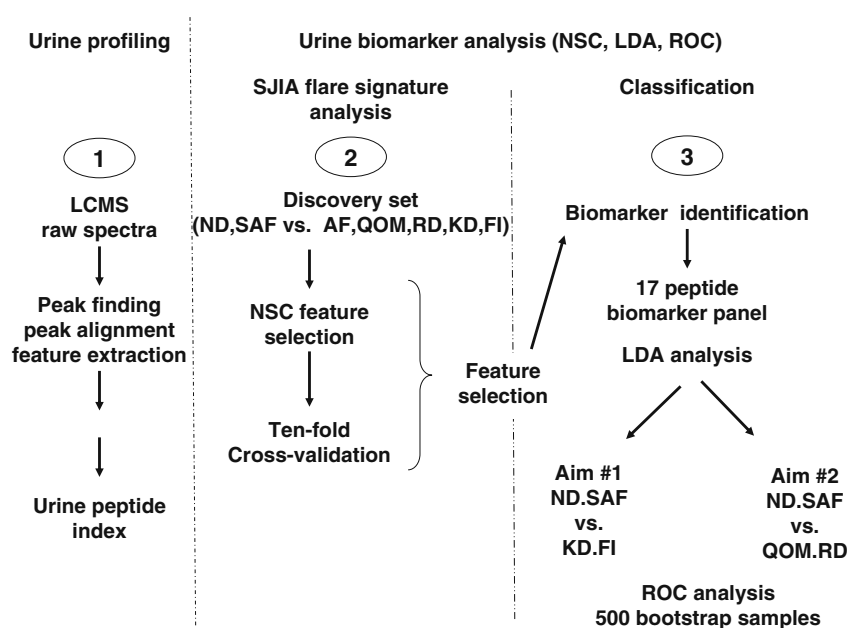 Urine profiling
Urine biomarker analysis (NSC, LDA, ROC)
SJIA flare signature
analysis
Classification
1
LCMS
raw spectra
Peak finding
peak alignment
feature extraction
Urine peptide
index
2
Discovery set
(ND,SAF vs. AF,QOM,RD,KD,FI)
NSC feature
selection
Ten-fold
Cross-validation
Feature
selection
3
Biomarker identification
17 peptide
biomarker panel
LDA analysis
Aim #1
ND.SAF
vs.
KD.FI
Aim #2
ND.SAF
vs.
QOM.RD
ROC analysis
500 bootstrap samples